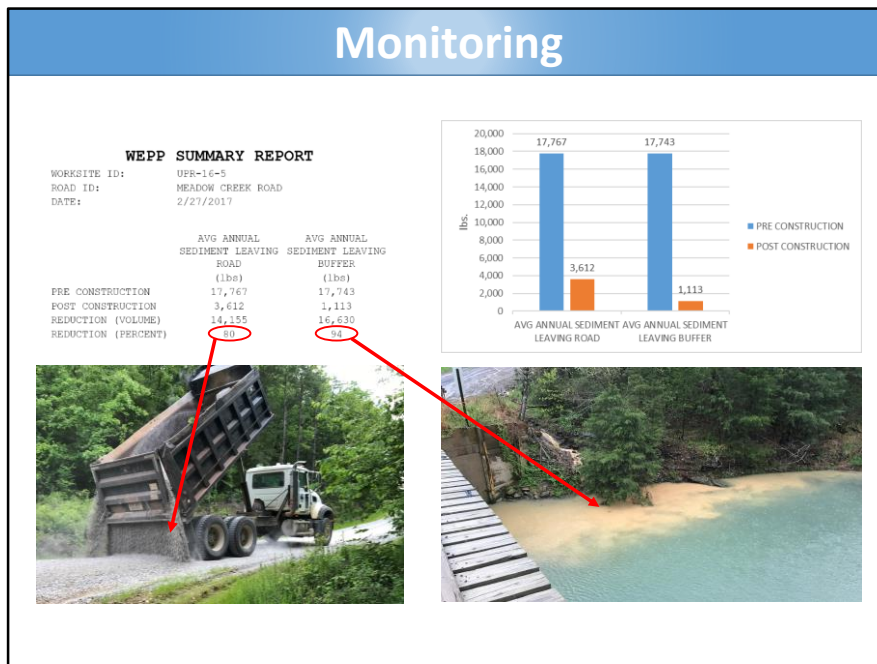 Monitoring
WEPP SUMMARY REPORT
WORKSITE ID: UPR-16-5
ROAD ID: MEADOW CREEK ROAD
DATE: 2/27/2017
AVG ANNUAL AVG ANNUAL
SEDIMENT LEAVING SEDIMENT LEAVING
ROAD BUFFER
(lbs) (lbs)
PRE CONSTRUCTION 17,767 17,743
POST CONSTRUCTION 3,612 1,113
REDUCTION (VOLUME) 14,155 16,630
REDUCTION (PERCENT) 80 94
20,000
18,000
16,000
14,000
12,000
10,000
8,000
6,000
4,000
2,000
0
lbs.
17,767
17,743
3,612
1,113
AVG ANNUAL SEDIMENT
LEAVING ROAD
AVG ANNUAL SEDIMENT
LEAVING BUFFER
PRE CONSTRUCTION
POST CONSTRUCTION